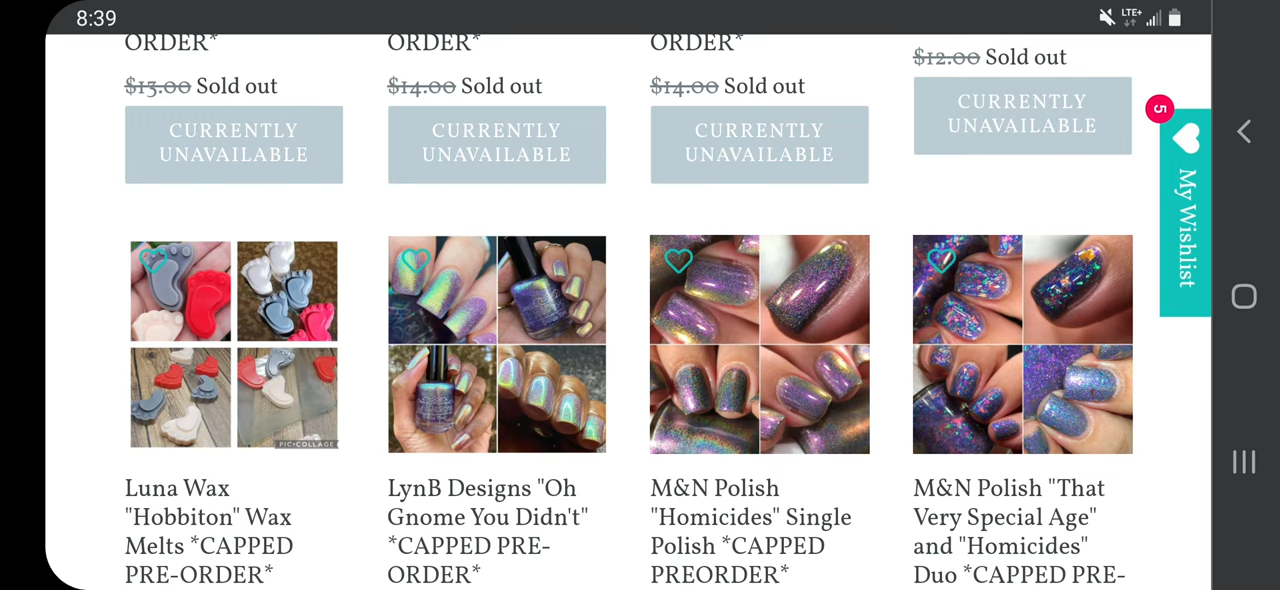 8:39
LTE+
ORDER*
$13.00 Sold out
CURRENTLY
UNAVAILABLE
ORDER*
$14.00 Sold out
CURRENTLY
UNAVAILABLE
ORDER*
$14.00 Sold out
CURRENTLY
UNAVAILABLE
$12.00 Sold out
CURRENTLY
UNAVAILABLE
5
My Wishlist
PIC•COLLAGE
Luna Wax
"Hobbiton" Wax
Melts *CAPPED
PRE-ORDER*
LynB Designs "Oh
Gnome You Didn't"
*CAPPED PRE-
ORDER*
M&N Polish
"Homicides" Single
Polish *CAPPED
PREORDER*
M&N Polish "That
Very Special Age"
and "Homicides"
Duo *CAPPED PRE-